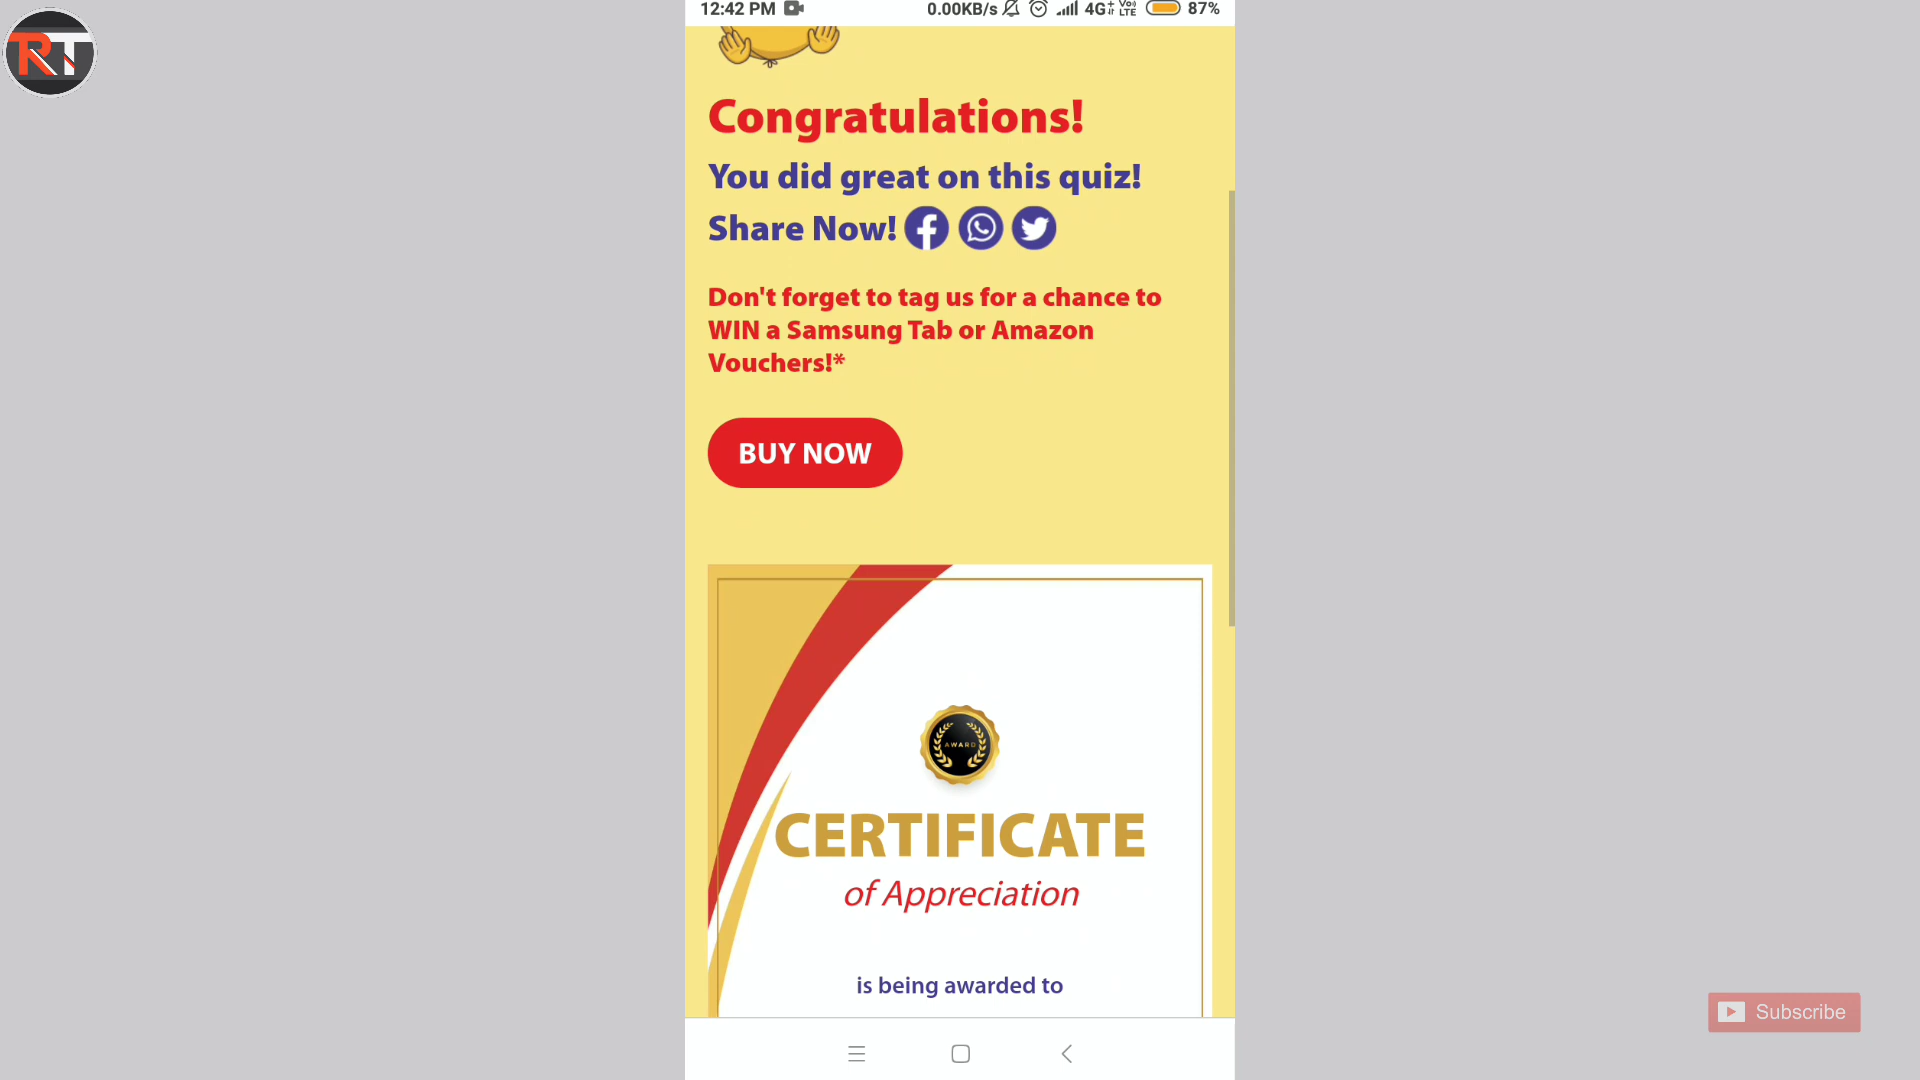 12:42 PM 0.00KB/s 4G+ VoLTE 87%
RT
Congratulations!
You did great on this quiz!
Share Now!
Don't forget to tag us for a chance to
WIN a Samsung Tab or Amazon
Vouchers!*
BUY NOW
AWARD
CERTIFICATE
of Appreciation
is being awarded to
Subscribe